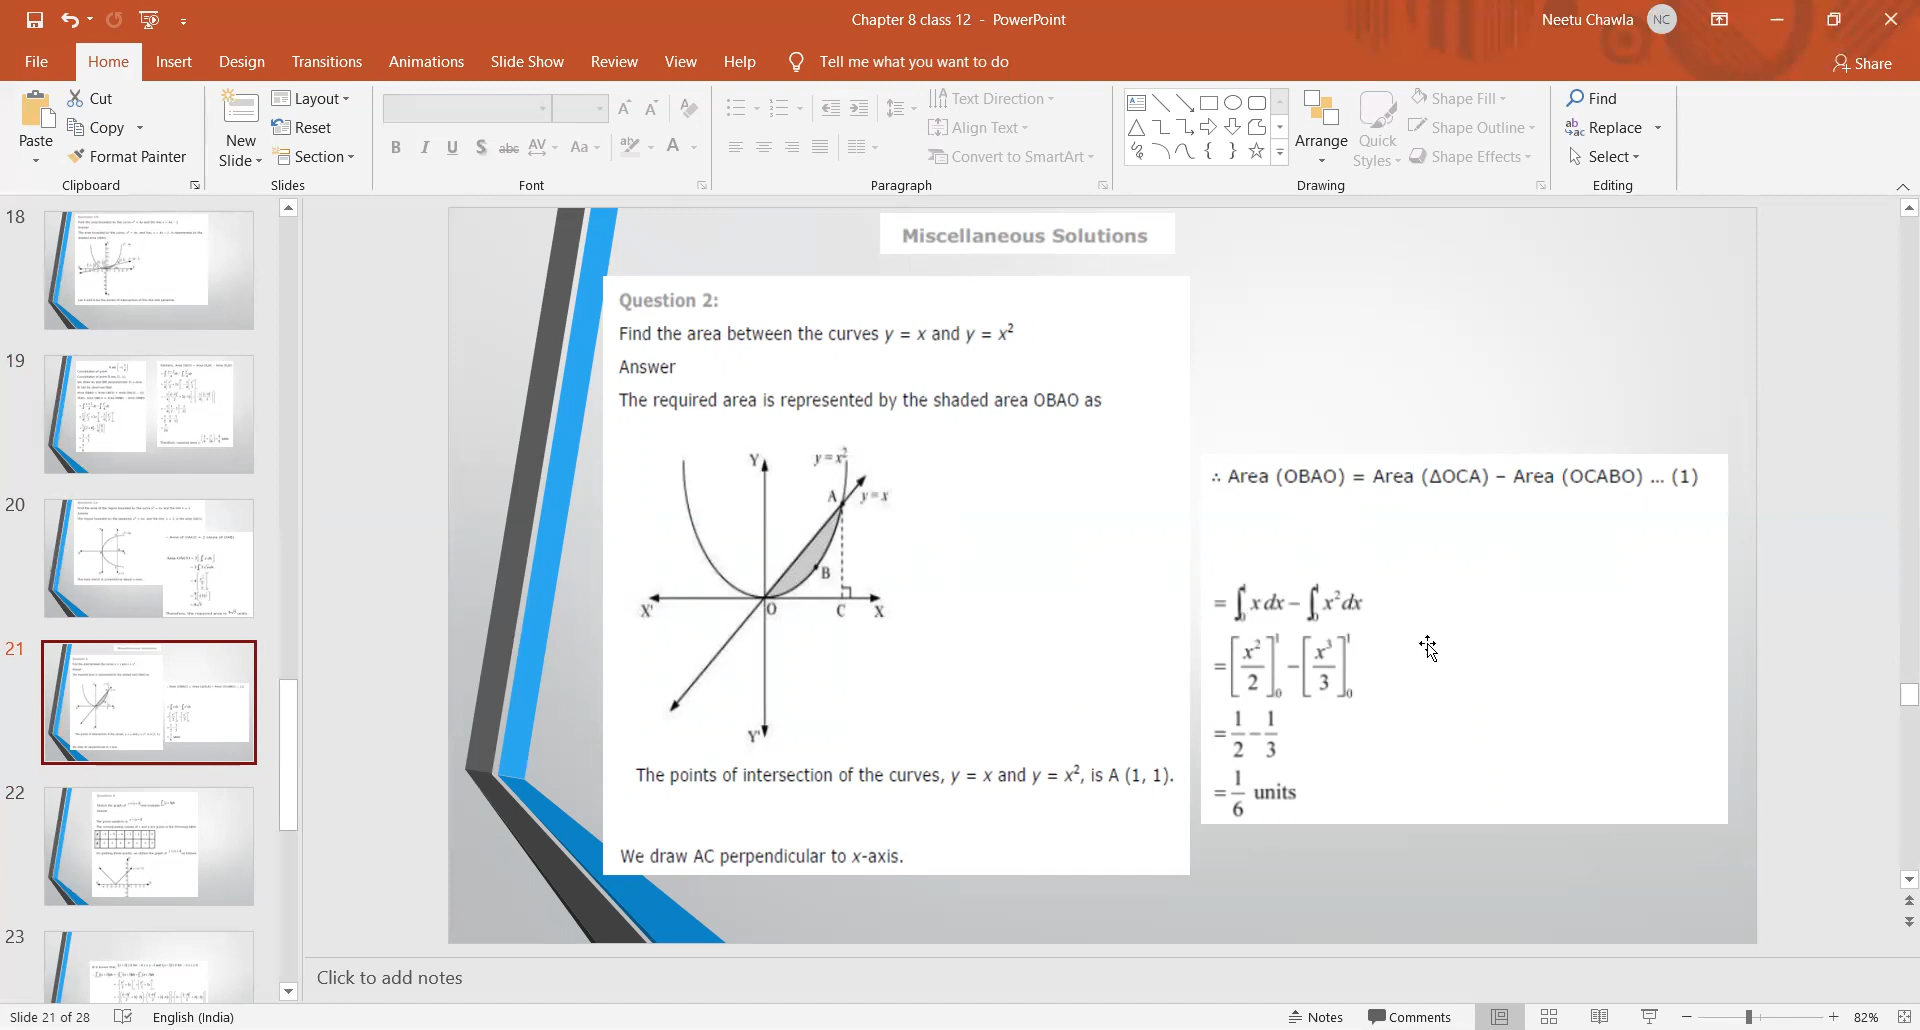 Chapter 8 class 12 - PowerPoint
Neetu Chawla
NC
File
Home
Insert
Design
Transitions
Animations
Slide Show
Review
View
Help
Tell me what you want to do
Share
Paste
Cut
Copy
Format Painter
Clipboard
New Slide
Layout
Reset
Section
Slides
Font
Text Direction
Align Text
Convert to SmartArt
Paragraph
Arrange
Quick Styles
Shape Fill
Shape Outline
Shape Effects
Drawing
Find
Replace
Select
Editing
18
19
20
21
22
23
Miscellaneous Solutions
Question 2:
Find the area between the curves y = x and y = x²
Answer
The required area is represented by the shaded area OBAO as
Y
y = x²
A
y = x
B
X'
O
C
X
Y'
The points of intersection of the curves, y = x and y = x², is A (1, 1).
We draw AC perpendicular to x-axis.
∴ Area (OBAO) = Area (ΔOCA) – Area (OCABO) ... (1)
= ∫₀¹ x dx − ∫₀¹ x² dx
= [x²/2]₀¹ − [x³/3]₀¹
= 1/2 − 1/3
= 1/6 units
Click to add notes
Slide 21 of 28
English (India)
Notes
Comments
82%